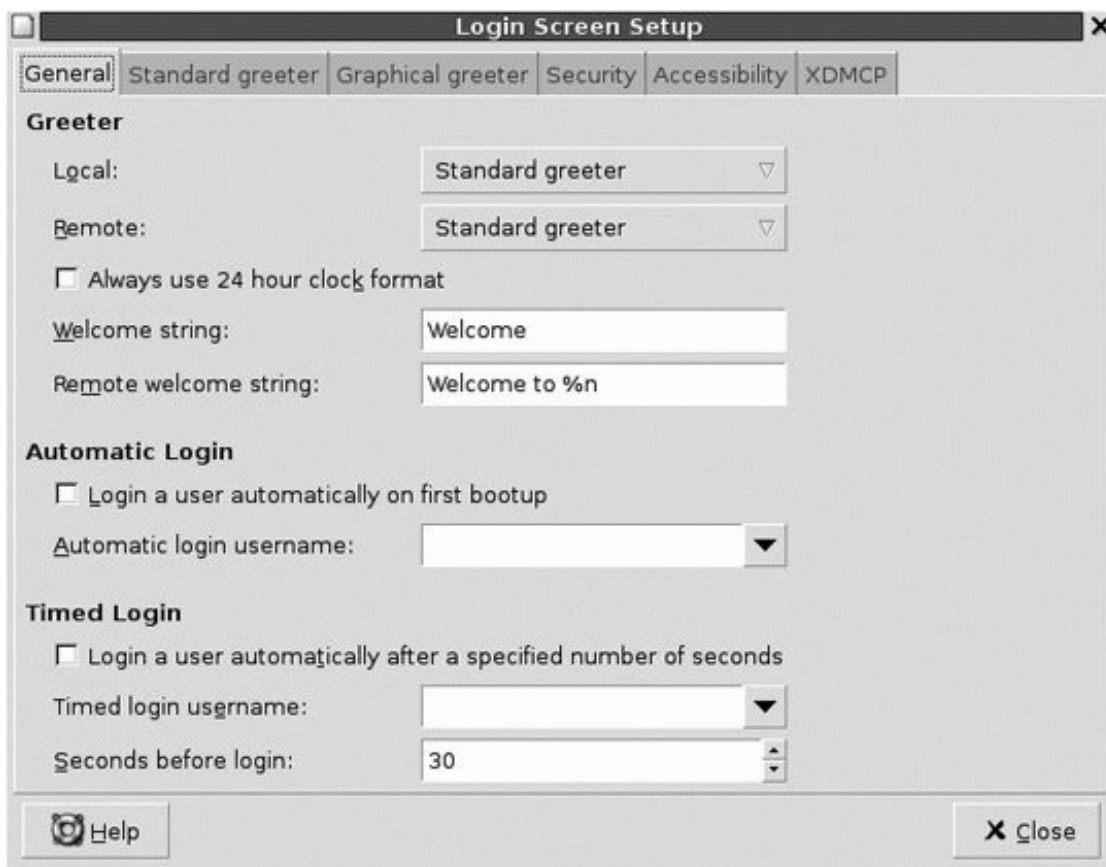 Login Screen Setup
General Standard greeter Graphical greeter Security Accessibility XDMCP
Greeter
Local: Standard greeter
Remote: Standard greeter
Always use 24 hour clock format
Welcome string: Welcome
Remote welcome string: Welcome to %n
Automatic Login
Login a user automatically on first bootup
Automatic login username:
Timed Login
Login a user automatically after a specified number of seconds
Timed login username:
Seconds before login: 30
Help Close